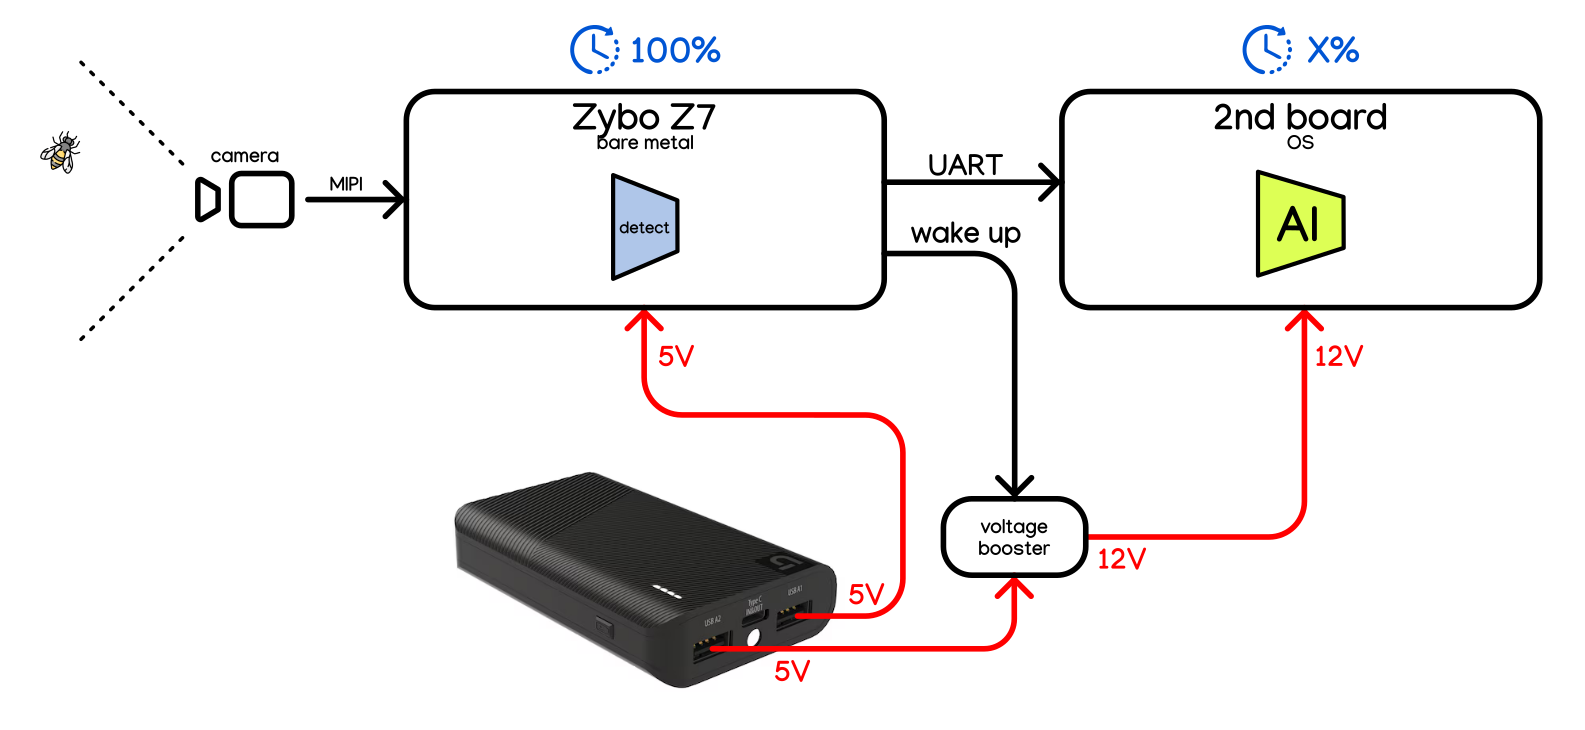 100%
X%
Zybo Z7
bare metal
2nd board
OS
camera
MIPI
detect
UART
wake up
AI
5V
12V
voltage
booster
12V
5V
5V
USB A2
Type C
IN&OUT
USB A1